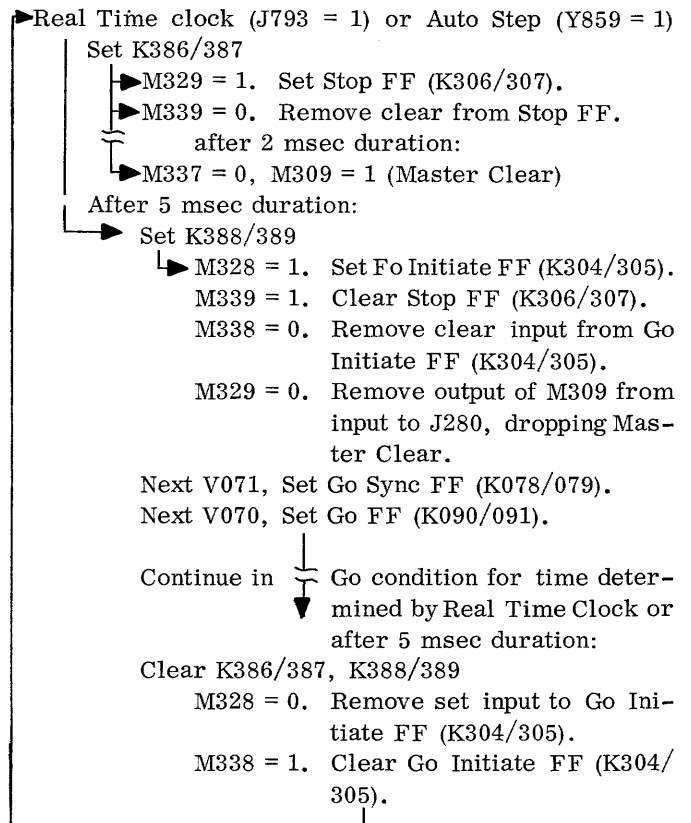 Real Time clock (J793 = 1) or Auto Step (Y859 = 1)
Set K386/387
M329 = 1. Set Stop FF (K306/307).
M339 = 0. Remove clear from Stop FF.
after 2 msec duration:
M337 = 0, M309 = 1 (Master Clear)
After 5 msec duration:
Set K388/389
M328 = 1. Set Fo Initiate FF (K304/305).
M339 = 1. Clear Stop FF (K306/307).
M338 = 0. Remove clear input from Go
Initiate FF (K304/305).
M329 = 0. Remove output of M309 from
input to J280, dropping Mas-
ter Clear.
Next V071, Set Go Sync FF (K078/079).
Next V070, Set Go FF (K090/091).
Continue in Go condition for time deter-
mined by Real Time Clock or
after 5 msec duration:
Clear K386/387, K388/389
M328 = 0. Remove set input to Go Ini-
tiate FF (K304/305).
M338 = 1. Clear Go Initiate FF (K304/
305).